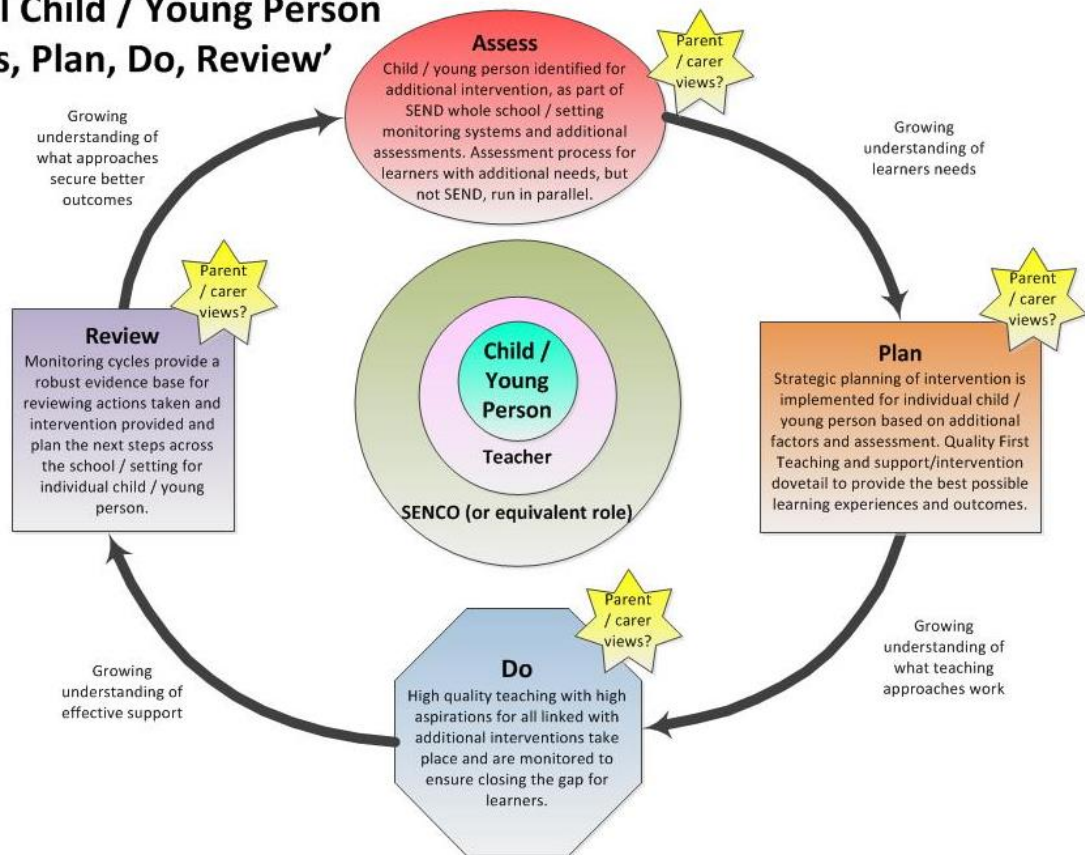 l Child / Young Person
s, Plan, Do, Review’
Assess
Child / young person identified for
additional intervention, as part of
SEND whole school / setting
monitoring systems and additional
assessments. Assessment process for
learners with additional needs, but
not SEND, run in parallel.
Parent
/ carer
views?
Growing
understanding of
what approaches
secure better
outcomes
Growing
understanding of
learners needs
Parent
/ carer
views?
Review
Monitoring cycles provide a
robust evidence base for
reviewing actions taken and
intervention provided and
plan the next steps across
the school / setting for
individual child / young
person.
Child /
Young
Person
Teacher
SENCO (or equivalent role)
Parent
/ carer
views?
Plan
Strategic planning of intervention is
implemented for individual child /
young person based on additional
factors and assessment. Quality First
Teaching and support/intervention
dovetail to provide the best possible
learning experiences and outcomes.
Parent
/ carer
views?
Do
High quality teaching with high
aspirations for all linked with
additional interventions take
place and are monitored to
ensure closing the gap for
learners.
Growing
understanding of
effective support
Growing
understanding of
what teaching
approaches work